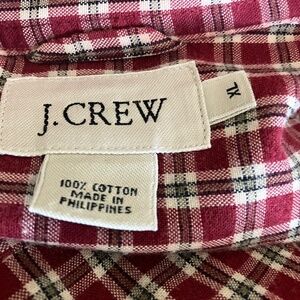 J.CREW
XL
100% COTTON
MADE IN
PHILIPPINES